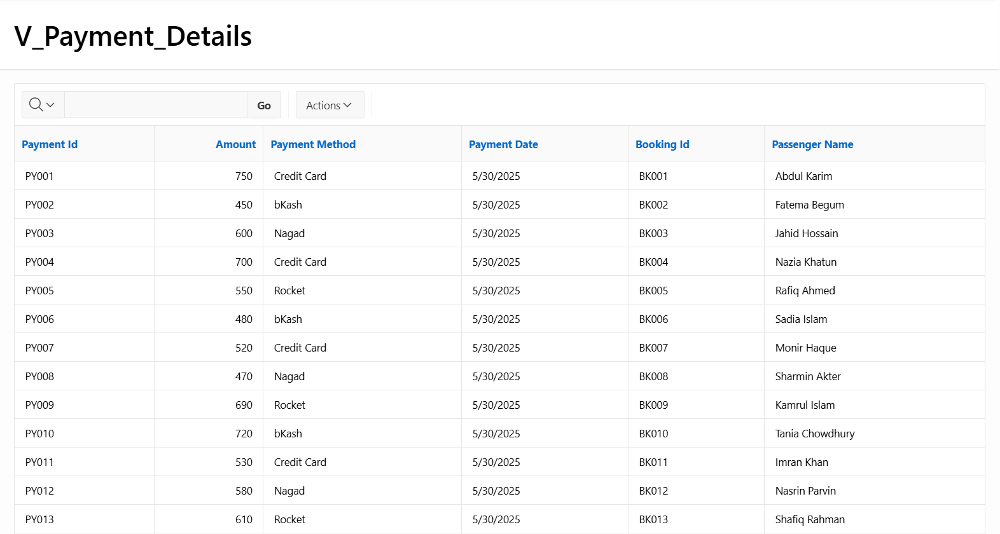 V_Payment_Details
Go Actions
Payment Id Amount Payment Method Payment Date Booking Id Passenger Name
PY001 750 Credit Card 5/30/2025 BK001 Abdul Karim
PY002 450 bKash 5/30/2025 BK002 Fatema Begum
PY003 600 Nagad 5/30/2025 BK003 Jahid Hossain
PY004 700 Credit Card 5/30/2025 BK004 Nazia Khatun
PY005 550 Rocket 5/30/2025 BK005 Rafiq Ahmed
PY006 480 bKash 5/30/2025 BK006 Sadia Islam
PY007 520 Credit Card 5/30/2025 BK007 Monir Haque
PY008 470 Nagad 5/30/2025 BK008 Sharmin Akter
PY009 690 Rocket 5/30/2025 BK009 Kamrul Islam
PY010 720 bKash 5/30/2025 BK010 Tania Chowdhury
PY011 530 Credit Card 5/30/2025 BK011 Imran Khan
PY012 580 Nagad 5/30/2025 BK012 Nasrin Parvin
PY013 610 Rocket 5/30/2025 BK013 Shafiq Rahman